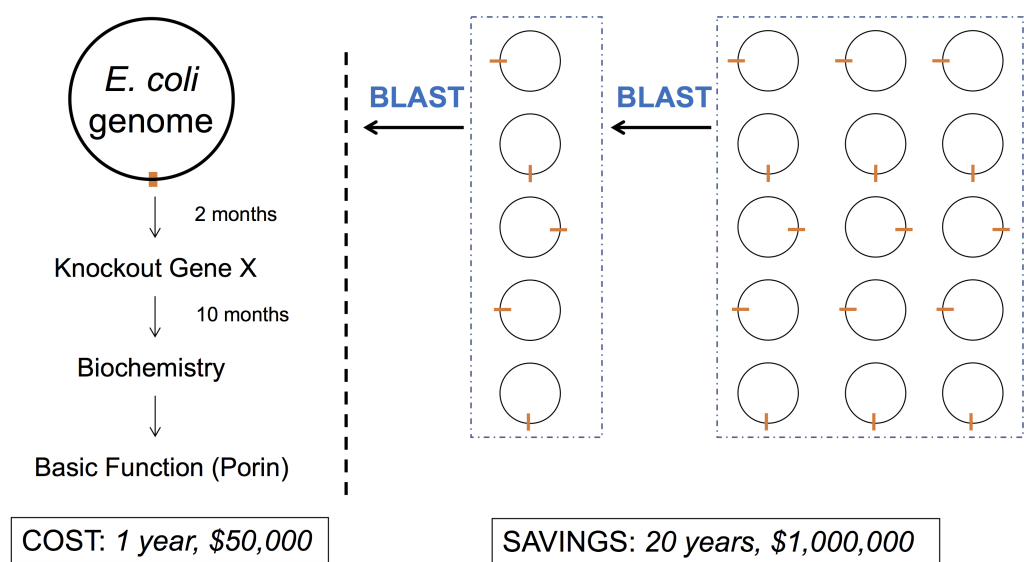 E. coli
genome
2 months
Knockout Gene X
10 months
Biochemistry
Basic Function (Porin)
COST: 1 year, $50,000
BLAST
BLAST
SAVINGS: 20 years, $1,000,000